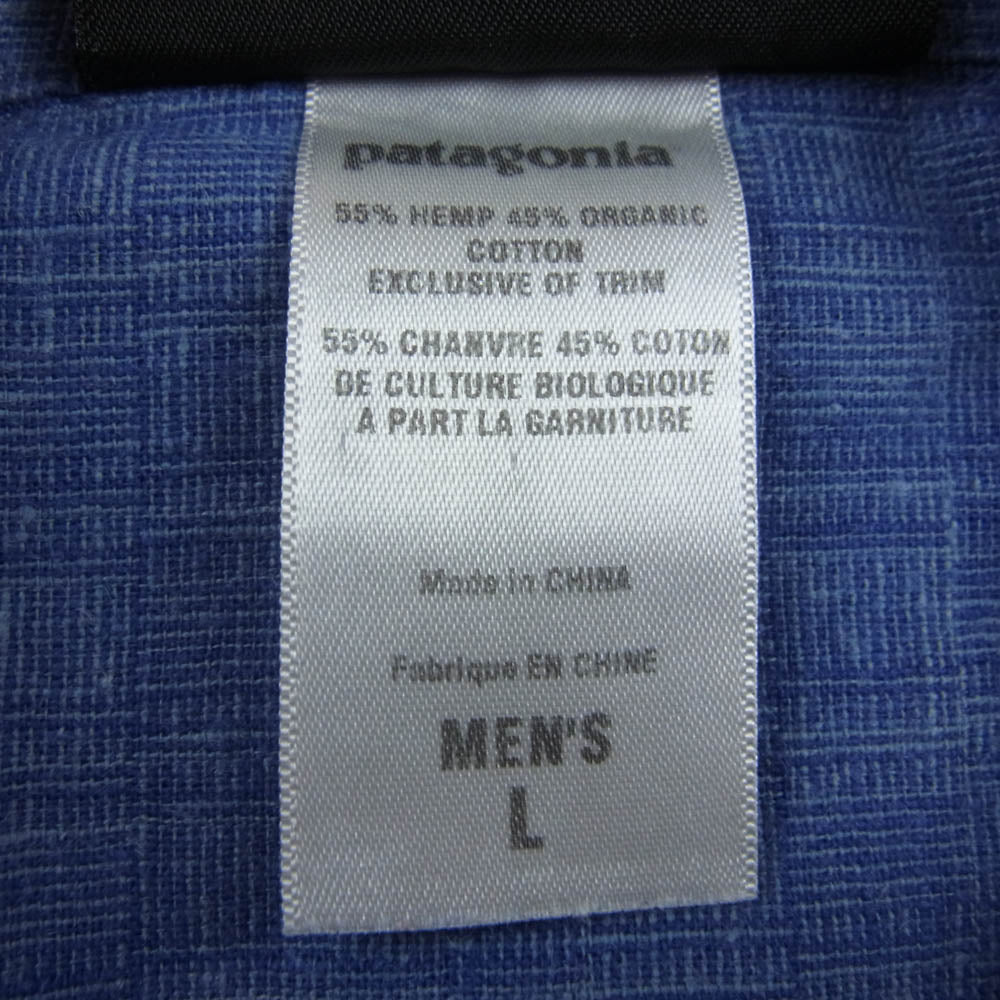 patagonia
55% HEMP 45% ORGANIC
COTTON
EXCLUSIVE OF TRIM
55% CHANVRE 45% COTON
DE CULTURE BIOLOGIQUE
A PART LA GARNITURE
Made in CHINA
Fabrique EN CHINE
MEN'S
L